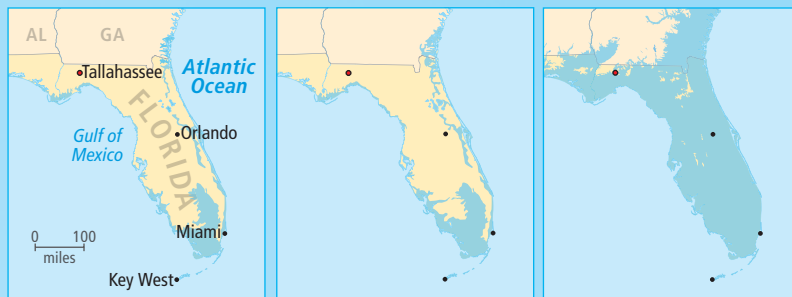 AL
GA
Tallahassee
Atlantic
Ocean
FLORIDA
Gulf of
Mexico
Orlando
0 100
miles
Miami
Key West